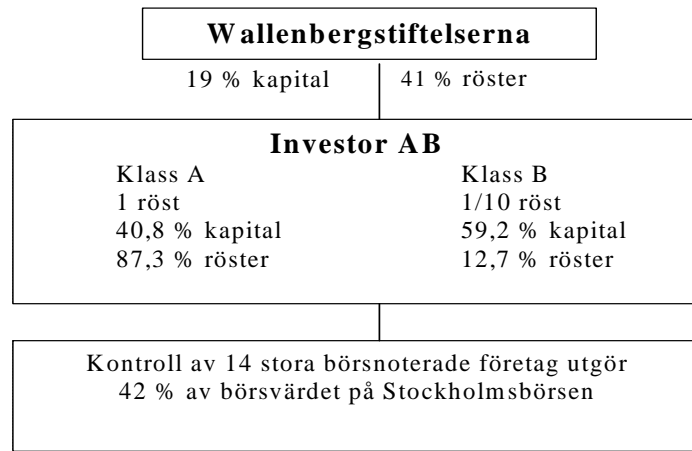 Wallenbergstiftelserna
19 % kapital 41 % röster
Investor AB
Klass A Klass B
1 röst 1/10 röst
40,8 % kapital 59,2 % kapital
87,3 % röster 12,7 % röster
Kontroll av 14 stora börsnoterade företag utgör
42 % av börsvärdet på Stockholmsbörsen